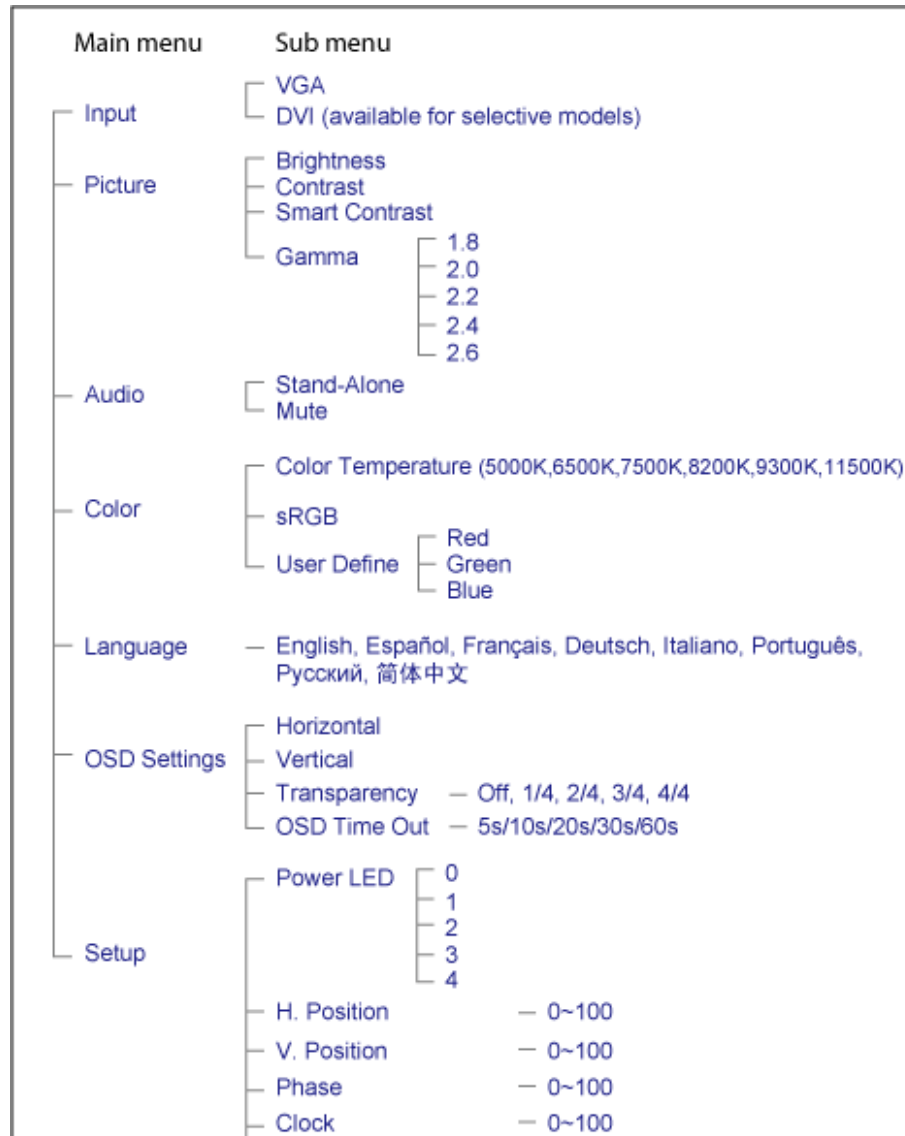 Main menu Sub menu
VGA
Input
DVI (available for selective models)
Brightness
Picture Contrast
Smart Contrast
Gamma 1.8
2.0
2.2
2.4
2.6
Audio Stand-Alone
Mute
Color Temperature (5000K,6500K,7500K,8200K,9300K,11500K)
Color sRGB
Red
User Define Green
Blue
Language English, Español, Français, Deutsch, Italiano, Português,
Русский, 简体中文
Horizontal
OSD Settings Vertical
Transparency Off, 1/4, 2/4, 3/4, 4/4
OSD Time Out 5s/10s/20s/30s/60s
Power LED 0
1
2
Setup 3
4
H. Position 0~100
V. Position 0~100
Phase 0~100
Clock 0~100